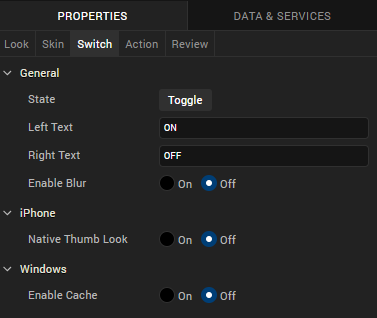 PROPERTIES DATA & SERVICES
Look Skin Switch Action Review
General
State Toggle
Left Text ON
Right Text OFF
Enable Blur On Off
iPhone
Native Thumb Look On Off
Windows
Enable Cache On Off